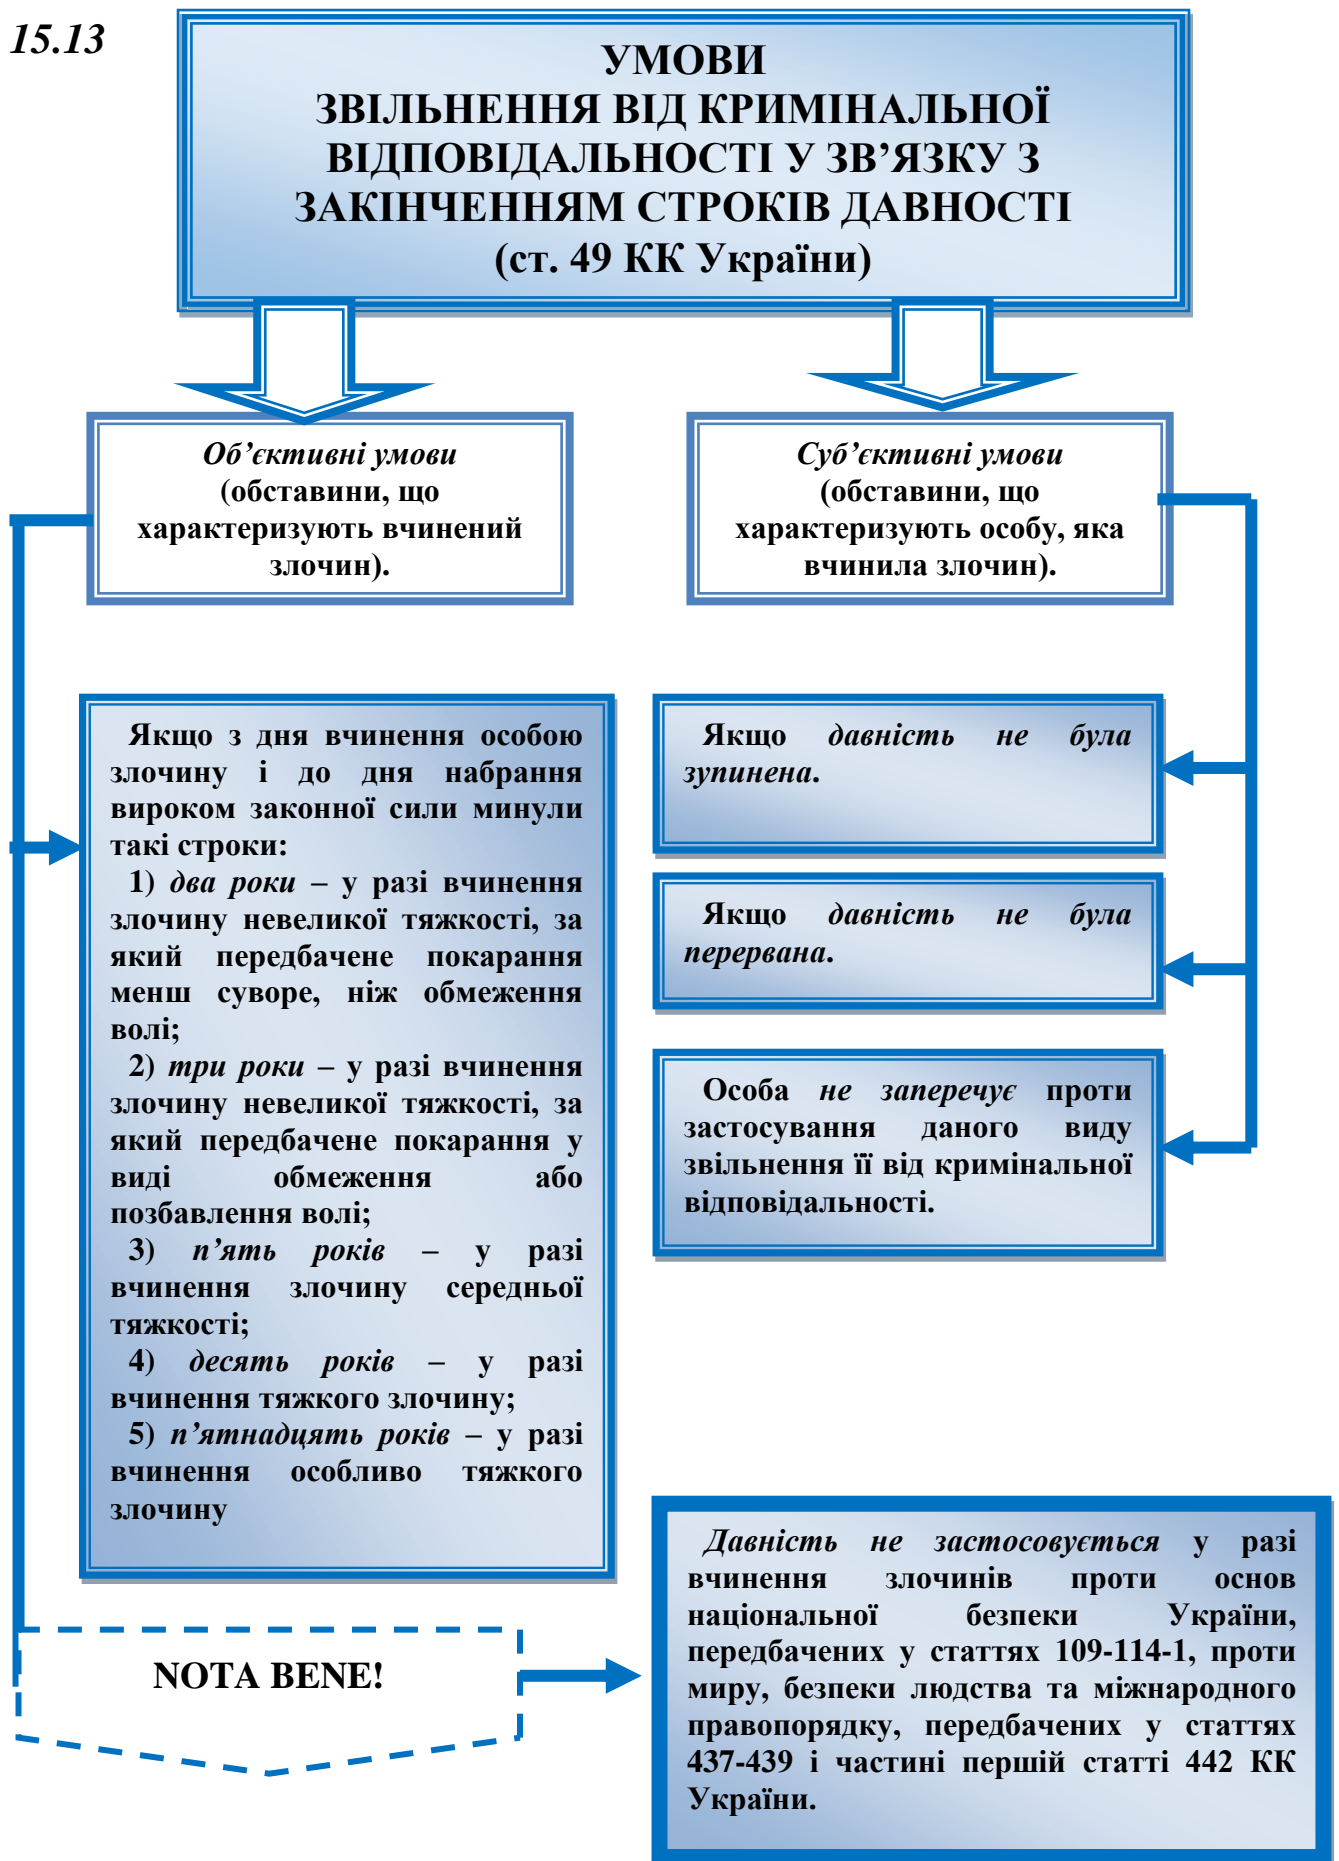 15.13
УМОВИ
ЗВІЛЬНЕННЯ ВІД КРИМІНАЛЬНОЇ
ВІДПОВІДАЛЬНОСТІ У ЗВ’ЯЗКУ З
ЗАКІНЧЕННЯМ СТРОКІВ ДАВНОСТІ
(ст. 49 КК України)
Об’єктивні умови
(обставини, що
характеризують вчинений
злочин).
Суб’єктивні умови
(обставини, що
характеризують особу, яка
вчинила злочин).
Якщо з дня вчинення особою
злочину і до дня набрання
вироком законної сили минули
такі строки:
1) два роки – у разі вчинення
злочину невеликої тяжкості, за
який передбачене покарання
менш суворе, ніж обмеження
волі;
2) три роки – у разі вчинення
злочину невеликої тяжкості, за
який передбачене покарання у
виді обмеження або
позбавлення волі;
3) п’ять років – у разі
вчинення злочину середньої
тяжкості;
4) десять років – у разі
вчинення тяжкого злочину;
5) п’ятнадцять років – у разі
вчинення особливо тяжкого
злочину
Якщо давність не була
зупинена.
Якщо давність не була
перервана.
Особа не заперечує проти
застосування даного виду
звільнення її від кримінальної
відповідальності.
NOTA BENE!
Давність не застосовується у разі
вчинення злочинів проти основ
національної безпеки України,
передбачених у статтях 109-114-1, проти
миру, безпеки людства та міжнародного
правопорядку, передбачених у статтях
437-439 і частині першій статті 442 КК
України.